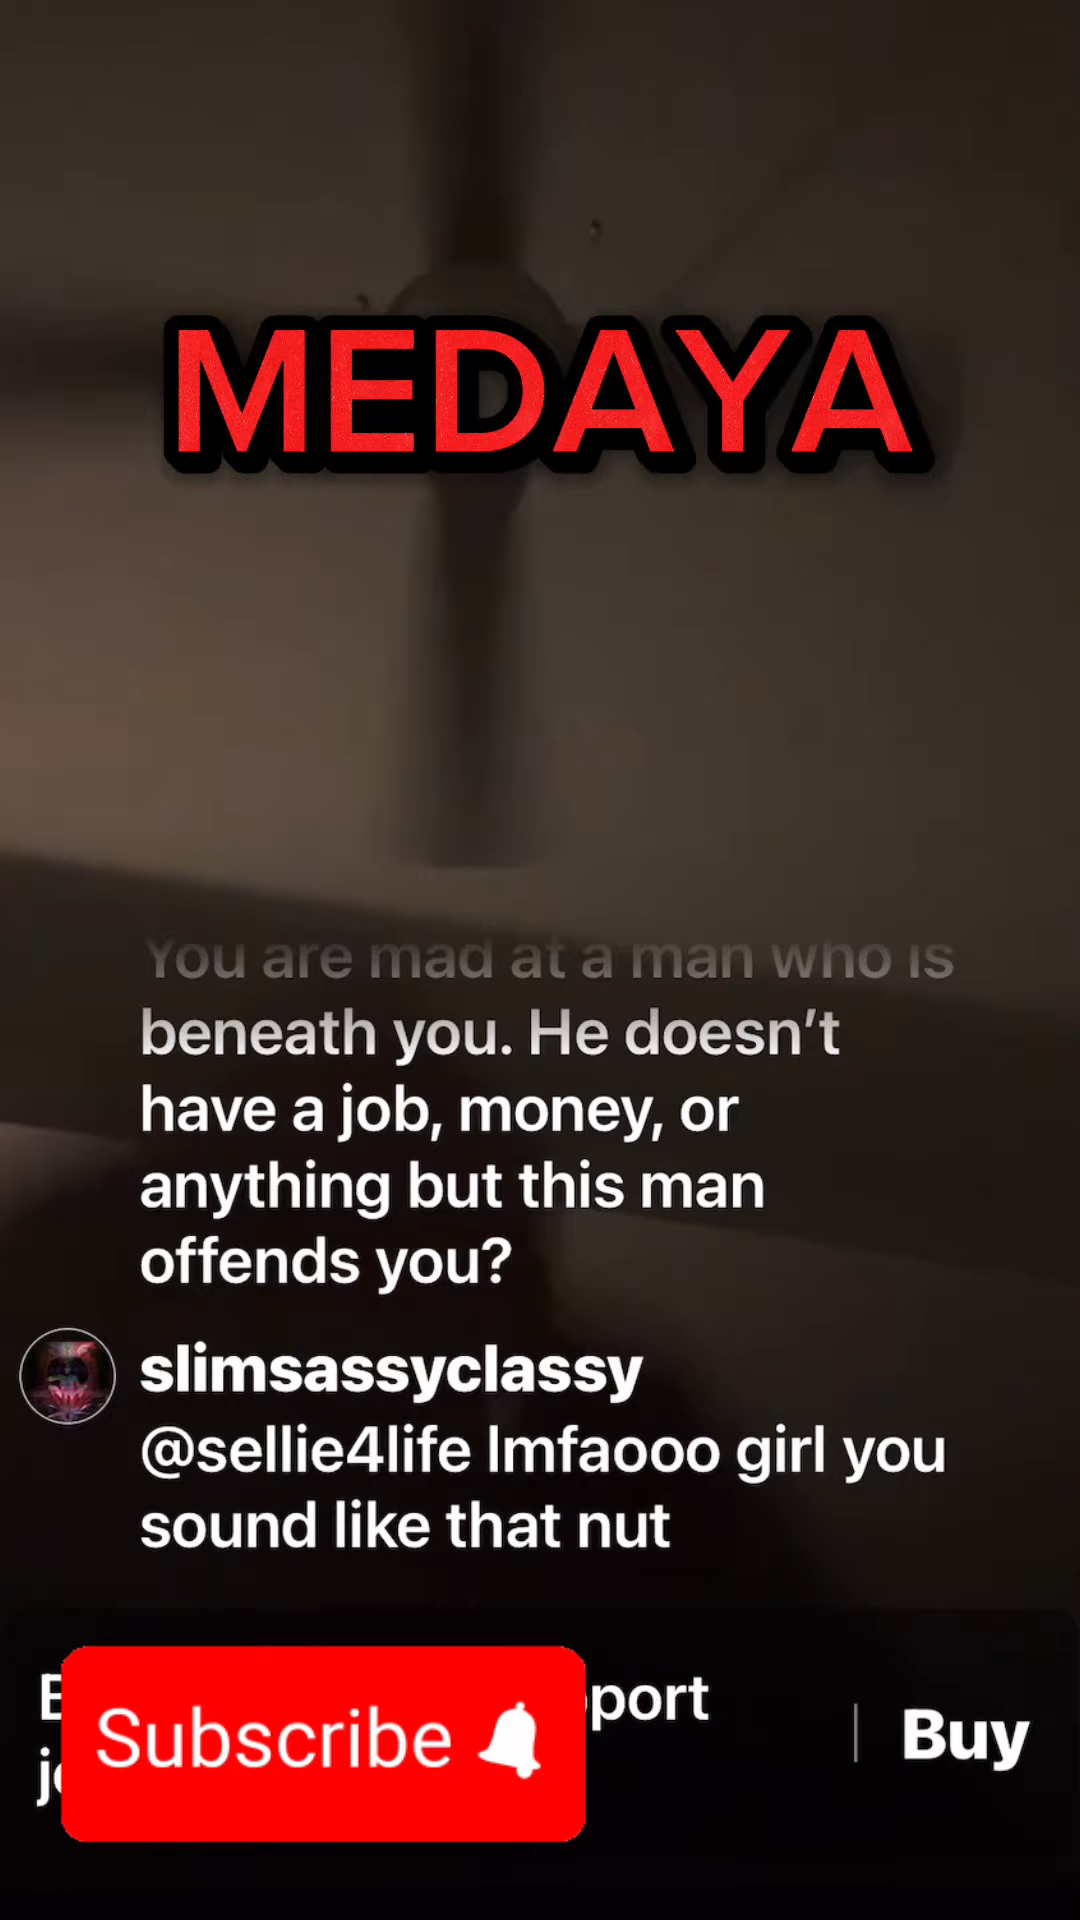 MEDAYA
You are mad at a man who is
beneath you. He doesn't
have a job, money, or
anything but this man
offends you?
slimsassyclassy
@sellie4life lmfaooo girl you
sound like that nut
Subscribe
Buy